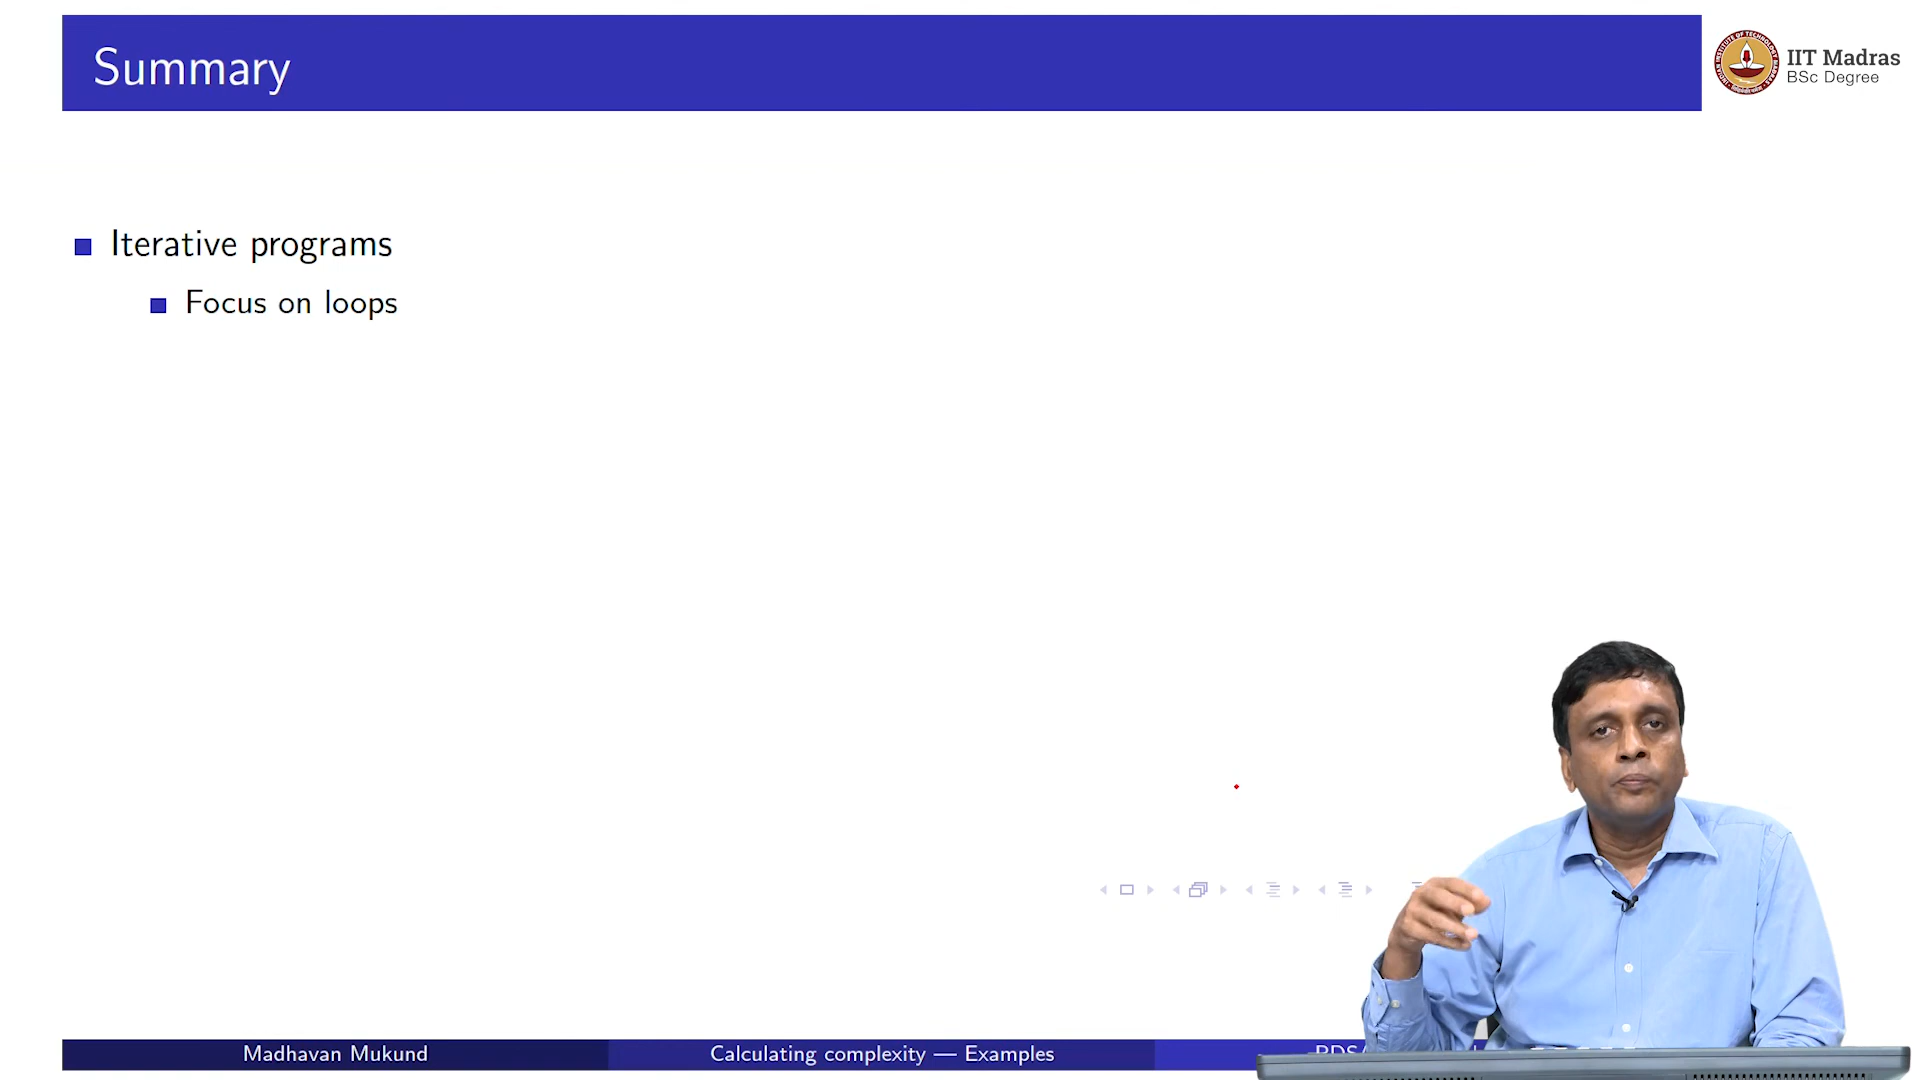 Summary
IIT Madras
BSc Degree
Iterative programs
Focus on loops
Madhavan Mukund
Calculating complexity — Examples